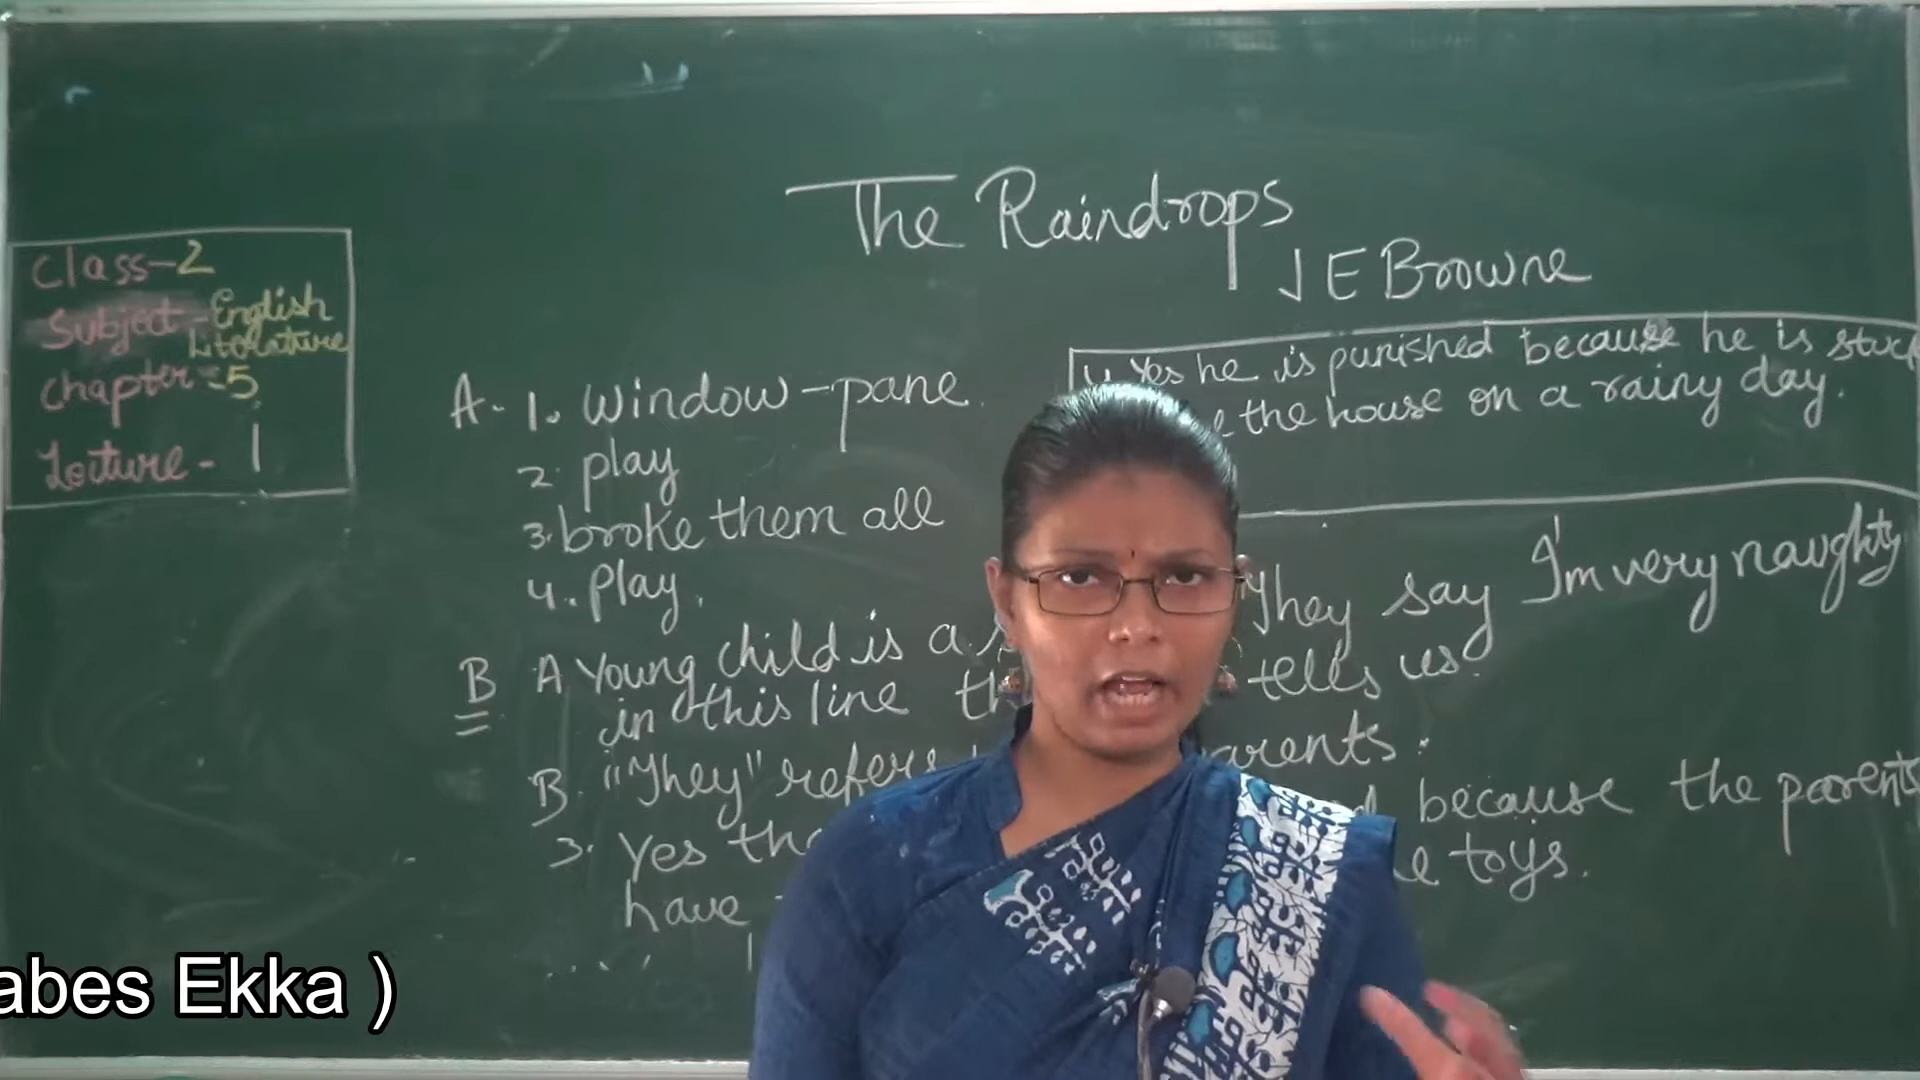 The Raindrops
J E Browne
Class-2
Subject-English
Literature
Chapter-5
Lecture- 1
A. 1. Window-pane
2. play
3. broke them all
4. Play.
4. Yes he is punished because he is
the house on a rainy day.
B A Young child is a
They say I'm very naughty
in this line
tells us.
B. "They" refers
3. Yes
because the parents
have
toys.
abes Ekka )